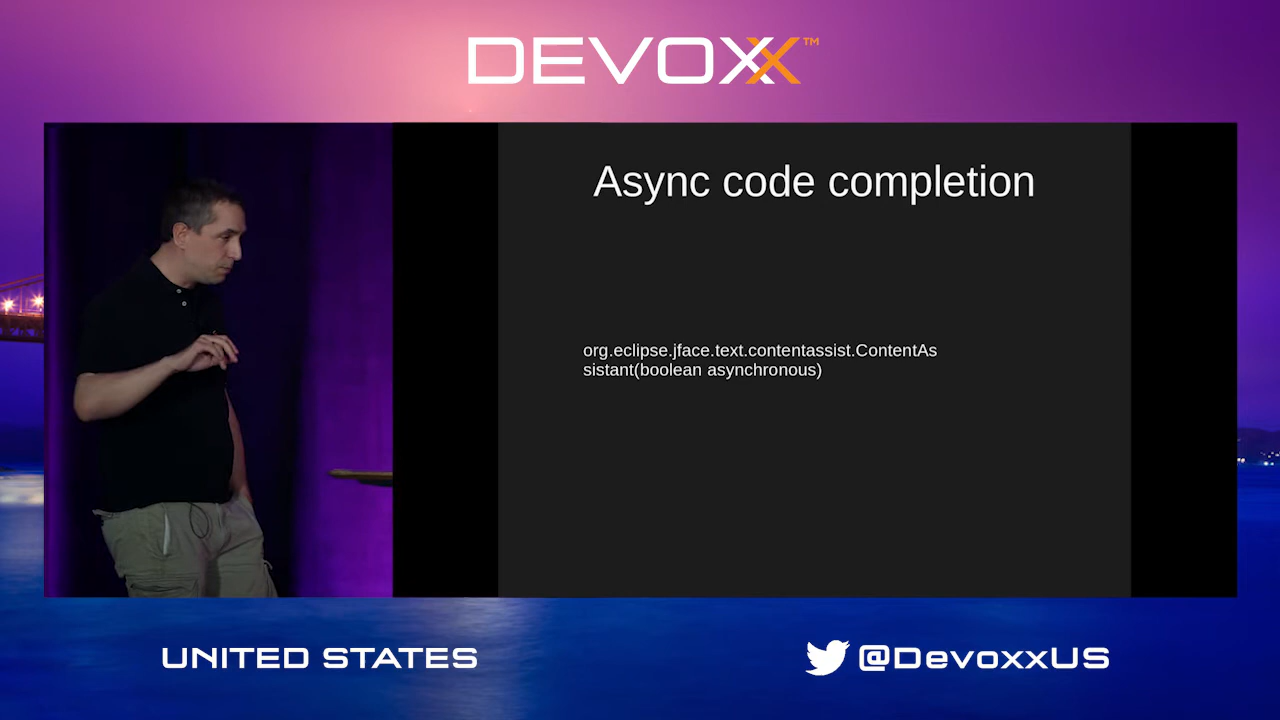 DEVOXX™
Async code completion
org.eclipse.jface.text.contentassist.ContentAs
sistant(boolean asynchronous)
UNITED STATES
@DevoxxUS